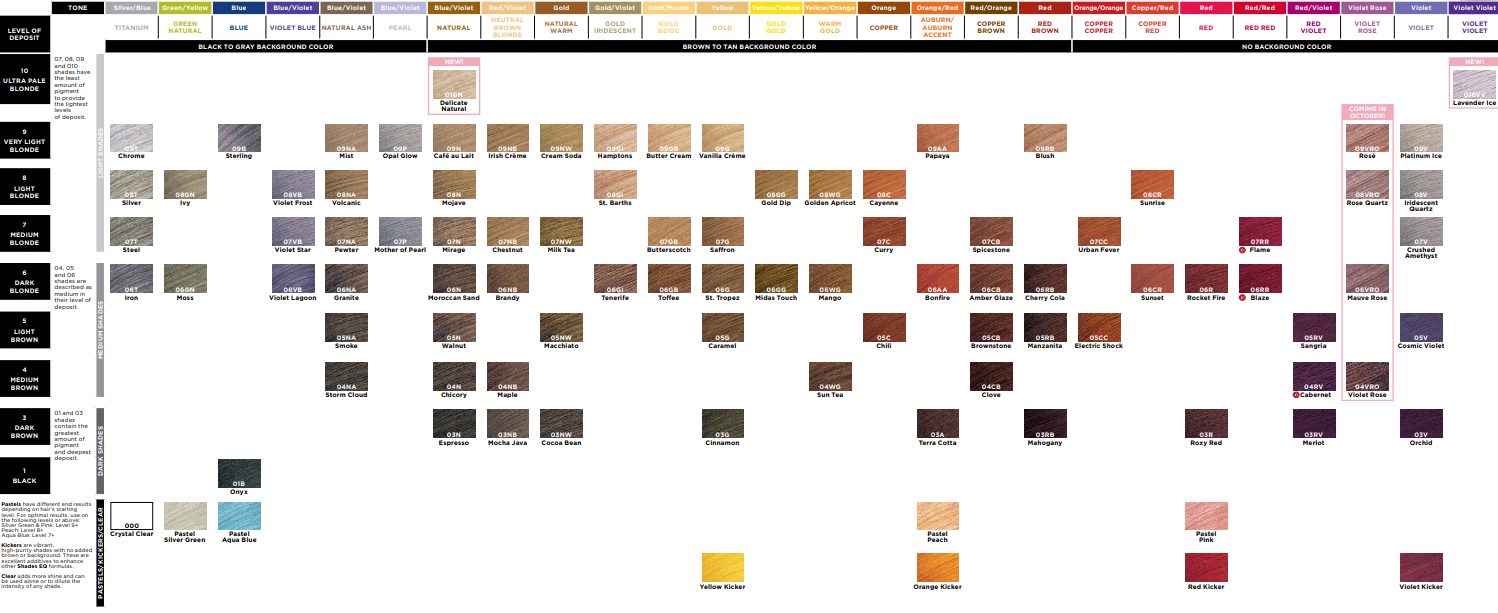 TONE
Silver/Blue
Green/Yellow
Blue
Blue/Violet
Blue/Violet
Blue/Violet
Blue/Violet
Red/Violet
Gold
Gold/Violet
Gold/Mauve
Yellow
Yellow/Yellow
Yellow/Orange
Orange
Orange/Red
Red/Orange
Red
Orange/Orange
Copper/Red
Red
Red/Red
Red/Violet
Violet Rose
Violet
Violet Violet
LEVEL OF
DEPOSIT
TITANIUM
GREEN
NATURAL
BLUE
VIOLET BLUE
NATURAL ASH
PEARL
NATURAL
NEUTRAL
BROWN
BLONDE
NATURAL
WARM
GOLD
IRIDESCENT
GOLD
BEIGE
GOLD
GOLD
GOLD
WARM
GOLD
COPPER
AUBURN/
AUBURN
ACCENT
COPPER
BROWN
RED
BROWN
COPPER
COPPER
COPPER
RED
RED
RED RED
RED
VIOLET
VIOLET
ROSE
VIOLET
VIOLET
VIOLET
BLACK TO GRAY BACKGROUND COLOR
BROWN TO TAN BACKGROUND COLOR
NO BACKGROUND COLOR
10
ULTRA PALE
BLONDE
07, 08, 09
and 010
shades have
the least
amount of
pigment
to provide
the lightest
levels
of deposit.
LIGHT SHADES
NEW!
010N
Delicate
Natural
NEW!
010VV
Lavender Ice
COMING IN
OCTOBER!
9
VERY LIGHT
BLONDE
09T
Chrome
09B
Sterling
09NA
Mist
09P
Opal Glow
09N
Café au Lait
09NB
Irish Crème
09NW
Cream Soda
09GI
Hamptons
09GB
Butter Cream
09G
Vanilla Crème
09AA
Papaya
09RB
Blush
09VRO
Rosé
09V
Platinum Ice
8
LIGHT
BLONDE
08T
Silver
08GN
Ivy
08VB
Violet Frost
08NA
Volcanic
08N
Mojave
08GI
St. Barths
08GG
Gold Dip
08WG
Golden Apricot
08C
Cayenne
08CR
Sunrise
08VRO
Rose Quartz
08V
Iridescent
Quartz
7
MEDIUM
BLONDE
07T
Steel
07VB
Violet Star
07NA
Pewter
07P
Mother of Pearl
07N
Mirage
07NB
Chestnut
07NW
Milk Tea
07GB
Butterscotch
07G
Saffron
07C
Curry
07CB
Spicestone
07CC
Urban Fever
07RR
Flame
07V
Crushed
Amethyst
6
DARK
BLONDE
04, 05
and 06
shades are
described as
medium in
their level of
deposit.
MEDIUM SHADES
06T
Iron
06GN
Moss
06VB
Violet Lagoon
06NA
Granite
06N
Moroccan Sand
06NB
Brandy
06GI
Tenerife
06GB
Toffee
06G
St. Tropez
06GG
Midas Touch
06WG
Mango
06AA
Bonfire
06CB
Amber Glaze
06RB
Cherry Cola
06CR
Sunset
06R
Rocket Fire
06RR
Blaze
06VRO
Mauve Rose
5
LIGHT
BROWN
05NA
Smoke
05N
Walnut
05NW
Macchiato
05G
Caramel
05C
Chili
05CB
Brownstone
05RB
Manzanita
05CC
Electric Shock
05RV
Sangria
05V
Cosmic Violet
4
MEDIUM
BROWN
04NA
Storm Cloud
04N
Chicory
04NB
Maple
04WG
Sun Tea
04CB
Clove
04RV
Cabernet
04VRO
Violet Rose
3
DARK
BROWN
01 and 03
shades
contain the
greatest
amount of
pigment
and deepest
deposit.
DARK SHADES
03N
Espresso
03NB
Mocha Java
03NW
Cocoa Bean
03G
Cinnamon
03A
Terra Cotta
03RB
Mahogany
03R
Roxy Red
03RV
Merlot
03V
Orchid
1
BLACK
01B
Onyx
Pastels have different end results
depending on hair's starting
level. For optimal results, use on
the following levels or above:
Silver Green & Pink: Level 9+
Peach: Level 8+
Aqua Blue: Level 7+
Kickers are vibrant,
high-purity shades with no added
brown or background. These are
excellent additives to enhance
other Shades EQ formulas.
Clear adds more shine and can
be used alone or to dilute the
intensity of any shade.
PASTELS/KICKERS/CLEAR
000
Crystal Clear
Pastel
Silver Green
Pastel
Aqua Blue
Pastel
Peach
Pastel
Pink
Yellow Kicker
Orange Kicker
Red Kicker
Violet Kicker